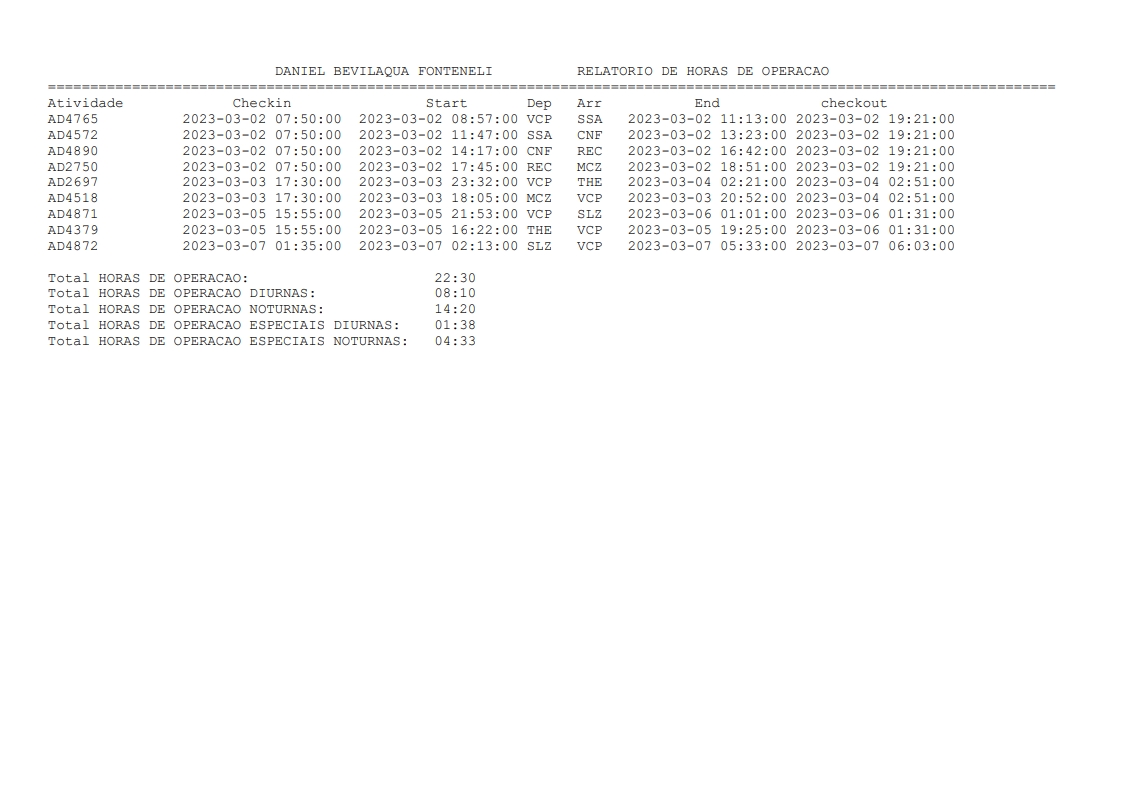 DANIEL BEVILAQUA FONTENELI RELATORIO DE HORAS DE OPERACAO
========================================================================================================================
Atividade Checkin Start Dep Arr End checkout
AD4765 2023-03-02 07:50:00 2023-03-02 08:57:00 VCP SSA 2023-03-02 11:13:00 2023-03-02 19:21:00
AD4572 2023-03-02 07:50:00 2023-03-02 11:47:00 SSA CNF 2023-03-02 13:23:00 2023-03-02 19:21:00
AD4890 2023-03-02 07:50:00 2023-03-02 14:17:00 CNF REC 2023-03-02 16:42:00 2023-03-02 19:21:00
AD2750 2023-03-02 07:50:00 2023-03-02 17:45:00 REC MCZ 2023-03-02 18:51:00 2023-03-02 19:21:00
AD2697 2023-03-03 17:30:00 2023-03-03 23:32:00 VCP THE 2023-03-04 02:21:00 2023-03-04 02:51:00
AD4518 2023-03-03 17:30:00 2023-03-03 18:05:00 MCZ VCP 2023-03-03 20:52:00 2023-03-04 02:51:00
AD4871 2023-03-05 15:55:00 2023-03-05 21:53:00 VCP SLZ 2023-03-06 01:01:00 2023-03-06 01:31:00
AD4379 2023-03-05 15:55:00 2023-03-05 16:22:00 THE VCP 2023-03-05 19:25:00 2023-03-06 01:31:00
AD4872 2023-03-07 01:35:00 2023-03-07 02:13:00 SLZ VCP 2023-03-07 05:33:00 2023-03-07 06:03:00
Total HORAS DE OPERACAO: 22:30
Total HORAS DE OPERACAO DIURNAS: 08:10
Total HORAS DE OPERACAO NOTURNAS: 14:20
Total HORAS DE OPERACAO ESPECIAIS DIURNAS: 01:38
Total HORAS DE OPERACAO ESPECIAIS NOTURNAS: 04:33